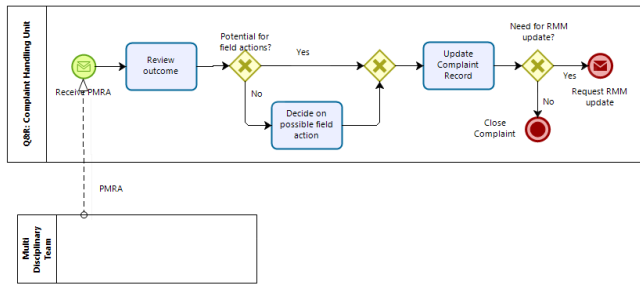 Q&R: Complaint Handling Unit
Receive PMRA
Review
outcome
Potential for
field actions?
Yes
No
Decide on
possible field
action
Update
Complaint
Record
Need for RMM
update?
Yes
Request RMM
update
No
Close
Complaint
PMRA
Multi
Disciplinary
Team